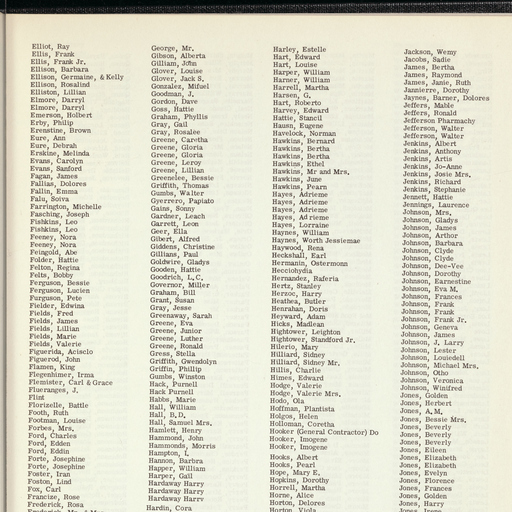 Elliot, Ray
Ellis, Frank
Ellis, Frank Jr.
Ellison, Barbara
Ellison, Germaine, & Kelly
Ellison, Rosalind
Elliston, Lillian
Elmore, Darryl
Elmore, Darryl
Emerson, Holbert
Erby, Philip
Erenstine, Brown
Eure, Ann
Eure, Debrah
Erskine, Melinda
Evans, Carolyn
Evans, Sanford
Fagan, James
Fallias, Dolores
Fallin, Emma
Falu, Soiva
Farrington, Michelle
Fasching, Joseph
Fishkins, Leo
Fishkins, Leo
Feeney, Nora
Feeney, Nora
Feingold, Abe
Folder, Hattie
Felton, Regina
Felts, Bobby
Ferguson, Bessie
Ferguson, Lucien
Furguson, Pete
Fielder, Edwina
Fields, Fred
Fields, James
Fields, Lillian
Fields, Marie
Fields, Valerie
Figuerida, Acisclo
Figuerod, John
Flamen, King
Flegenhimer, Irma
Flemister, Carl & Grace
Flueranges, J.
Flint
Florizelle, Battle
Footh, Ruth
Footman, Louise
Forbes, Mrs.
Ford, Charles
Ford, Edden
Ford, Eddin
Forte, Josephine
Forte, Josephine
Foster, Iran
Foston, Lind
Fox, Carl
Francize, Rose
Frederick, Rosa
George, Mr.
Gibson, Alberta
Gilliam, John
Glover, Louise
Glover, Jack S.
Gonzalez, Mifuel
Goodman, J.
Gordon, Dave
Goss, Hattie
Graham, Phyllis
Gray, Gail
Gray, Rosalee
Greene, Caretha
Greene, Gloria
Greene, Gloria
Greene, Leroy
Greene, Lillian
Greenelee, Bessie
Griffith, Thomas
Gumbs, Walter
Gyerrero, Papiato
Gains, Sonny
Gardner, Leach
Garrett, Leon
Geer, Ella
Gibert, Alfred
Giddens, Christine
Gillians, Paul
Goldwire, Gladys
Gooden, Hattie
Goodrich, L.C.
Governor, Miller
Graham, Bill
Grant, Susan
Gray, Jesse
Greenaway, Sarah
Greene, Eva
Greene, Junior
Greene, Luther
Greene, Ronald
Gress, Stella
Griffith, Gwendolyn
Griffin, Phillip
Gumbs, Winston
Hack, Purnell
Hack Purnell
Habbs, Marie
Hall, William
Hall, B.D.
Hall, Samuel Mrs.
Hamlett, Henry
Hammond, John
Hammonds, Morris
Hampton, I.
Hannon, Barbra
Happer, William
Harper, Gail
Hardaway Harry
Hardaway Harry
Hardaway Harry
Hardin, Cora
Harley, Estelle
Hart, Edward
Hart, Louise
Harper, William
Harner, William
Harrell, Martha
Harsen, G.
Hart, Roberto
Harvey, Edward
Hattie, Stancil
Hausn, Eugene
Havelock, Norman
Hawkins, Bernard
Hawkins, Bertha
Hawkins, Bertha
Hawkins, Ethel
Hawkins, Mr and Mrs.
Hawkins, June
Hawkins, Pearn
Hayes, Adrieme
Hayes, Adrieme
Hayes, Adrieme
Hayes, Adrieme
Hayes, Lorraine
Haynes, William
Haynes, Worth Jessiemae
Haywood, Rena
Heckshall, Earl
Hermanin, Ostermonn
Hecciohydia
Hernandez, Raferia
Hertz, Stanley
Herzoc, Harry
Heathea, Butler
Henrahan, Doris
Heyward, Adam
Hicks, Madlean
Hightower, Leighton
Hightower, Standford Jr.
Hilerio, Mary
Hilliard, Sidney
Hilliard, Sidney Mr.
Hillis, Charlie
Himes, Edward
Hodge, Valerie
Hodge, Valerie Mrs.
Hodo, Ola
Hoffman, Plantista
Holgos, Helen
Holloman, Coretta
Hooker (General Contractor) Do
Hooker, Imogene
Hooker, Imogene
Hooks, Albert
Hooks, Pearl
Hope, Mary E.
Hopkins, Dorothy
Horrell, Martha
Horne, Alice
Horton, Delores
Horton, Viola
Jackson, Wemy
Jacobs, Sadie
James, Bertha
James, Raymond
James, Janie, Ruth
Jannierre, Dorothy
Jaynes, Barner, Dolores
Jeffers, Mable
Jeffers, Ronald
Jefferson Pharmachy
Jefferson, Walter
Jefferson, Walter
Jenkins, Albert
Jenkins, Anthony
Jenkins, Artis
Jenkins, Jo-Anne
Jenkins, Josie Mrs.
Jenkins, Richard
Jenkins, Stephanie
Jennett, Hattie
Jennings, Laurence
Johnson, Mrs.
Johnson, Gladys
Johnson, James
Johnson, Arthor
Johnson, Barbara
Johnson, Clyde
Johnson, Clyde
Johnson, Dee-Vee
Johnson, Dorothy
Johnson, Earnestine
Johnson, Eva M.
Johnson, Frances
Johnson, Frank
Johnson, Frank
Johnson, Frank Jr.
Johnson, Geneva
Johnson, James
Johnson, J. Larry
Johnson, Lester
Johnson, Louiodell
Johnson, Michael Mrs.
Johnson, Otho
Johnson, Veronica
Johnson, Winifred
Jones, Golden
Jones, Herbert
Jones, A.M.
Jones, Bessie Mrs.
Jones, Beverly
Jones, Beverly
Jones, Beverly
Jones, Eileen
Jones, Elizabeth
Jones, Elizabeth
Jones, Evelyn
Jones, Florence
Jones, Frances
Jones, Golden
Jones, Harry
Jones, Irene